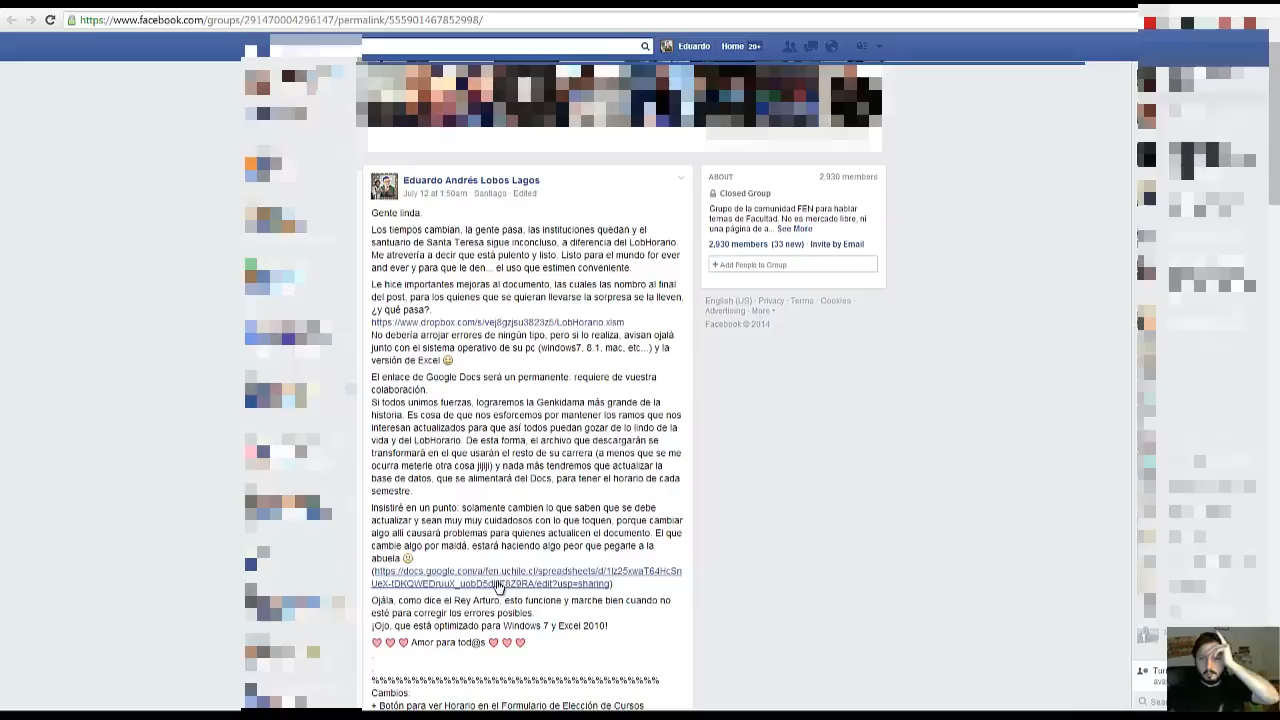 https://www.facebook.com/groups/291470004296147/permalink/555901467852998/
Eduardo Home 20+
Eduardo Andrés Lobos Lagos
July 12 at 1:50am · Santiago · Edited
Gente linda.
Los tiempos cambian, la gente pasa, las instituciones quedan y el
santuario de Santa Teresa sigue inconcluso, a diferencia del LobHorario.
Me atrevería a decir que está pulento y listo. Listo para el mundo for ever
and ever y para que le den... el uso que estimen conveniente.
Le hice importantes mejoras al documento, las cuales las nombro al final
del post, para los quienes que se quieran llevarse la sorpresa se la lleven,
¿y qué pasa?.
https://www.dropbox.com/s/vej8gzjsu3823z5/LobHorario.xlsm
No debería arrojar errores de ningún tipo, pero si lo realiza, avisan ojalá
junto con el sistema operativo de su pc (windows7, 8.1, mac, etc...) y la
versión de Excel
El enlace de Google Docs será un permanente: requiere de vuestra
colaboración.
Si todos unimos fuerzas, lograremos la Genkidama más grande de la
historia. Es cosa de que nos esforcemos por mantener los ramos que nos
interesan actualizados para que así todos puedan gozar de lo lindo de la
vida y del LobHorario. De esta forma, el archivo que descargarán se
transformará en el que usarán el resto de su carrera (a menos que se me
ocurra meterle otra cosa jijiji) y nada más tendremos que actualizar la
base de datos, que se alimentará del Docs, para tener el horario de cada
semestre.
Insistiré en un punto: solamente cambien lo que saben que se debe
actualizar y sean muy muy cuidadosos con lo que toquen, porque cambiar
algo allí causará problemas para quienes actualicen el documento. El que
cambie algo por maldá, estará haciendo algo peor que pegarle a la
abuela
(https://docs.google.com/a/fen.uchile.cl/spreadsheets/d/1Iz25xwaT64HcSn
Ojála, como dice el Rey Arturo, esto funcione y marche bien cuando no
esté para corregir los errores posibles.
¡Ojo, que está optimizado para Windows 7 y Excel 2010!
Amor para tod@s
.
.
%%%%%%%%%%%%%%%%%%%%%%%%%%%%%%%%%%%%
Cambios.
+ Botón para ver Horario en el Formulario de Elección de Cursos
ABOUT 2,930 members
Closed Group
Grupo de la comunidad FEN para hablar
temas de Facultad. No es mercado libre, ni
una página de a... See More
2,930 members (33 new) · Invite by Email
+ Add People to Group
English (US) · Privacy · Terms · Cookies ·
Advertising · More
Facebook © 2014